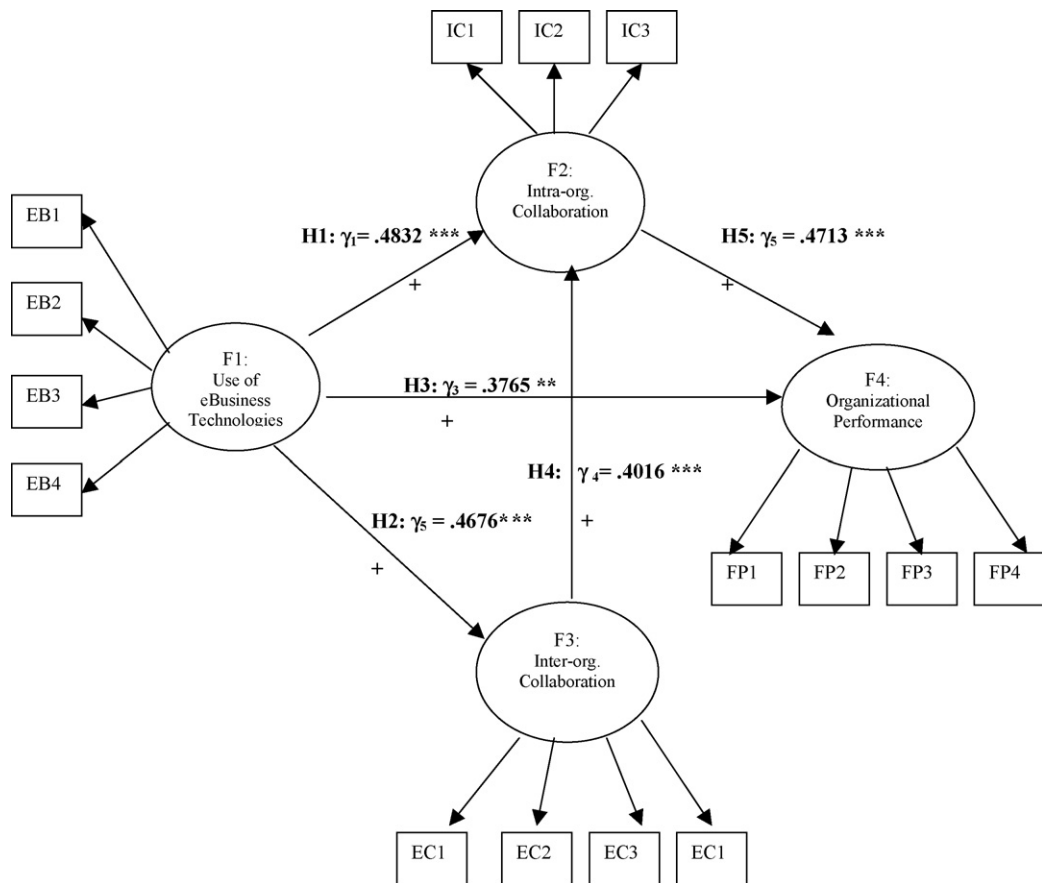 IC1
IC2
IC3
F2:
Intra-org.
Collaboration
EB1
H1: γ₁= .4832 ***
+
H5: γ₅ = .4713 ***
+
EB2
F1:
Use of
eBusiness
Technologies
EB3
H3: γ₃ = .3765 **
+
F4:
Organizational
Performance
EB4
H4: γ ₄= .4016 ***
+
H2: γ₅ = .4676***
+
FP1
FP2
FP3
FP4
F3:
Inter-org.
Collaboration
EC1
EC2
EC3
EC1